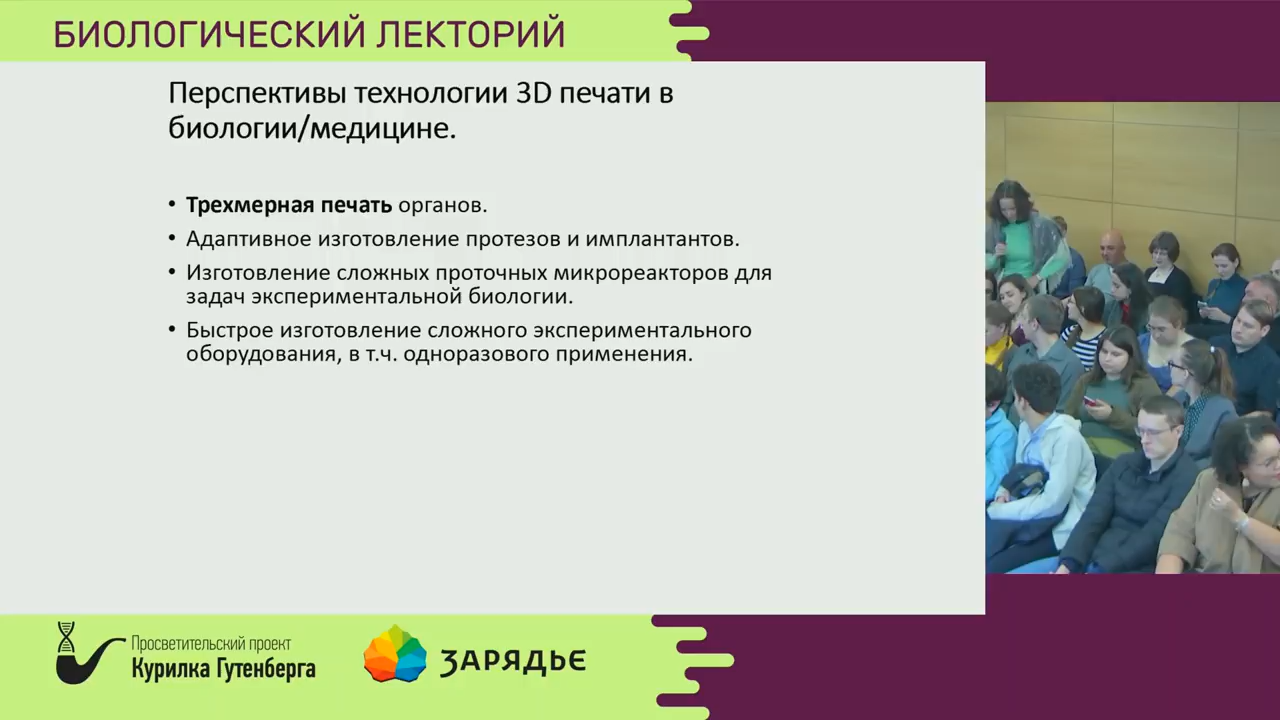 БИОЛОГИЧЕСКИЙ ЛЕКТОРИЙ
Перспективы технологии 3D печати в
биологии/медицине.
• Трехмерная печать органов.
• Адаптивное изготовление протезов и имплантантов.
• Изготовление сложных проточных микрореакторов для
задач экспериментальной биологии.
• Быстрое изготовление сложного экспериментального
оборудования, в т.ч. одноразового применения.
Просветительский проект
Курилка Гутенберга
ЗАРЯДЬЕ